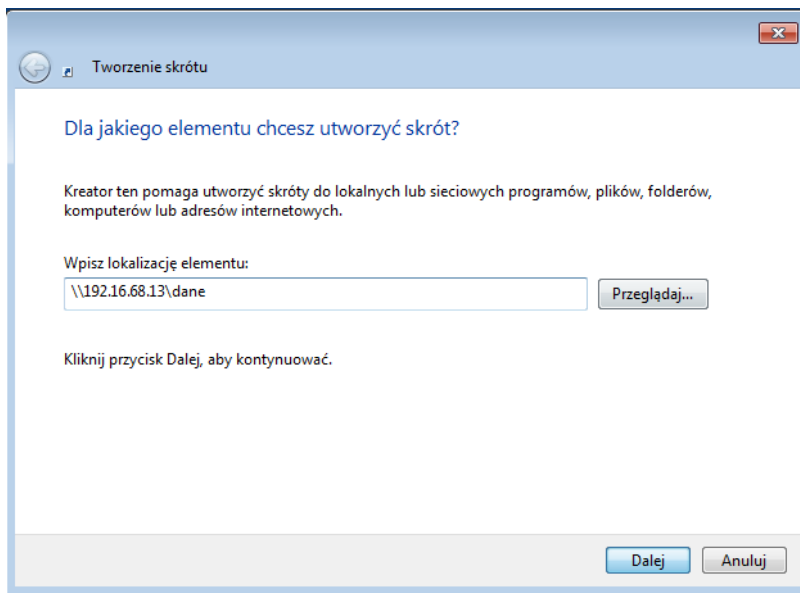 Tworzenie skrótu
Dla jakiego elementu chcesz utworzyć skrót?
Kreator ten pomaga utworzyć skróty do lokalnych lub sieciowych programów, plików, folderów,
komputerów lub adresów internetowych.
Wpisz lokalizację elementu:
\\192.16.68.13\dane
Przeglądaj...
Kliknij przycisk Dalej, aby kontynuować.
Dalej
Anuluj